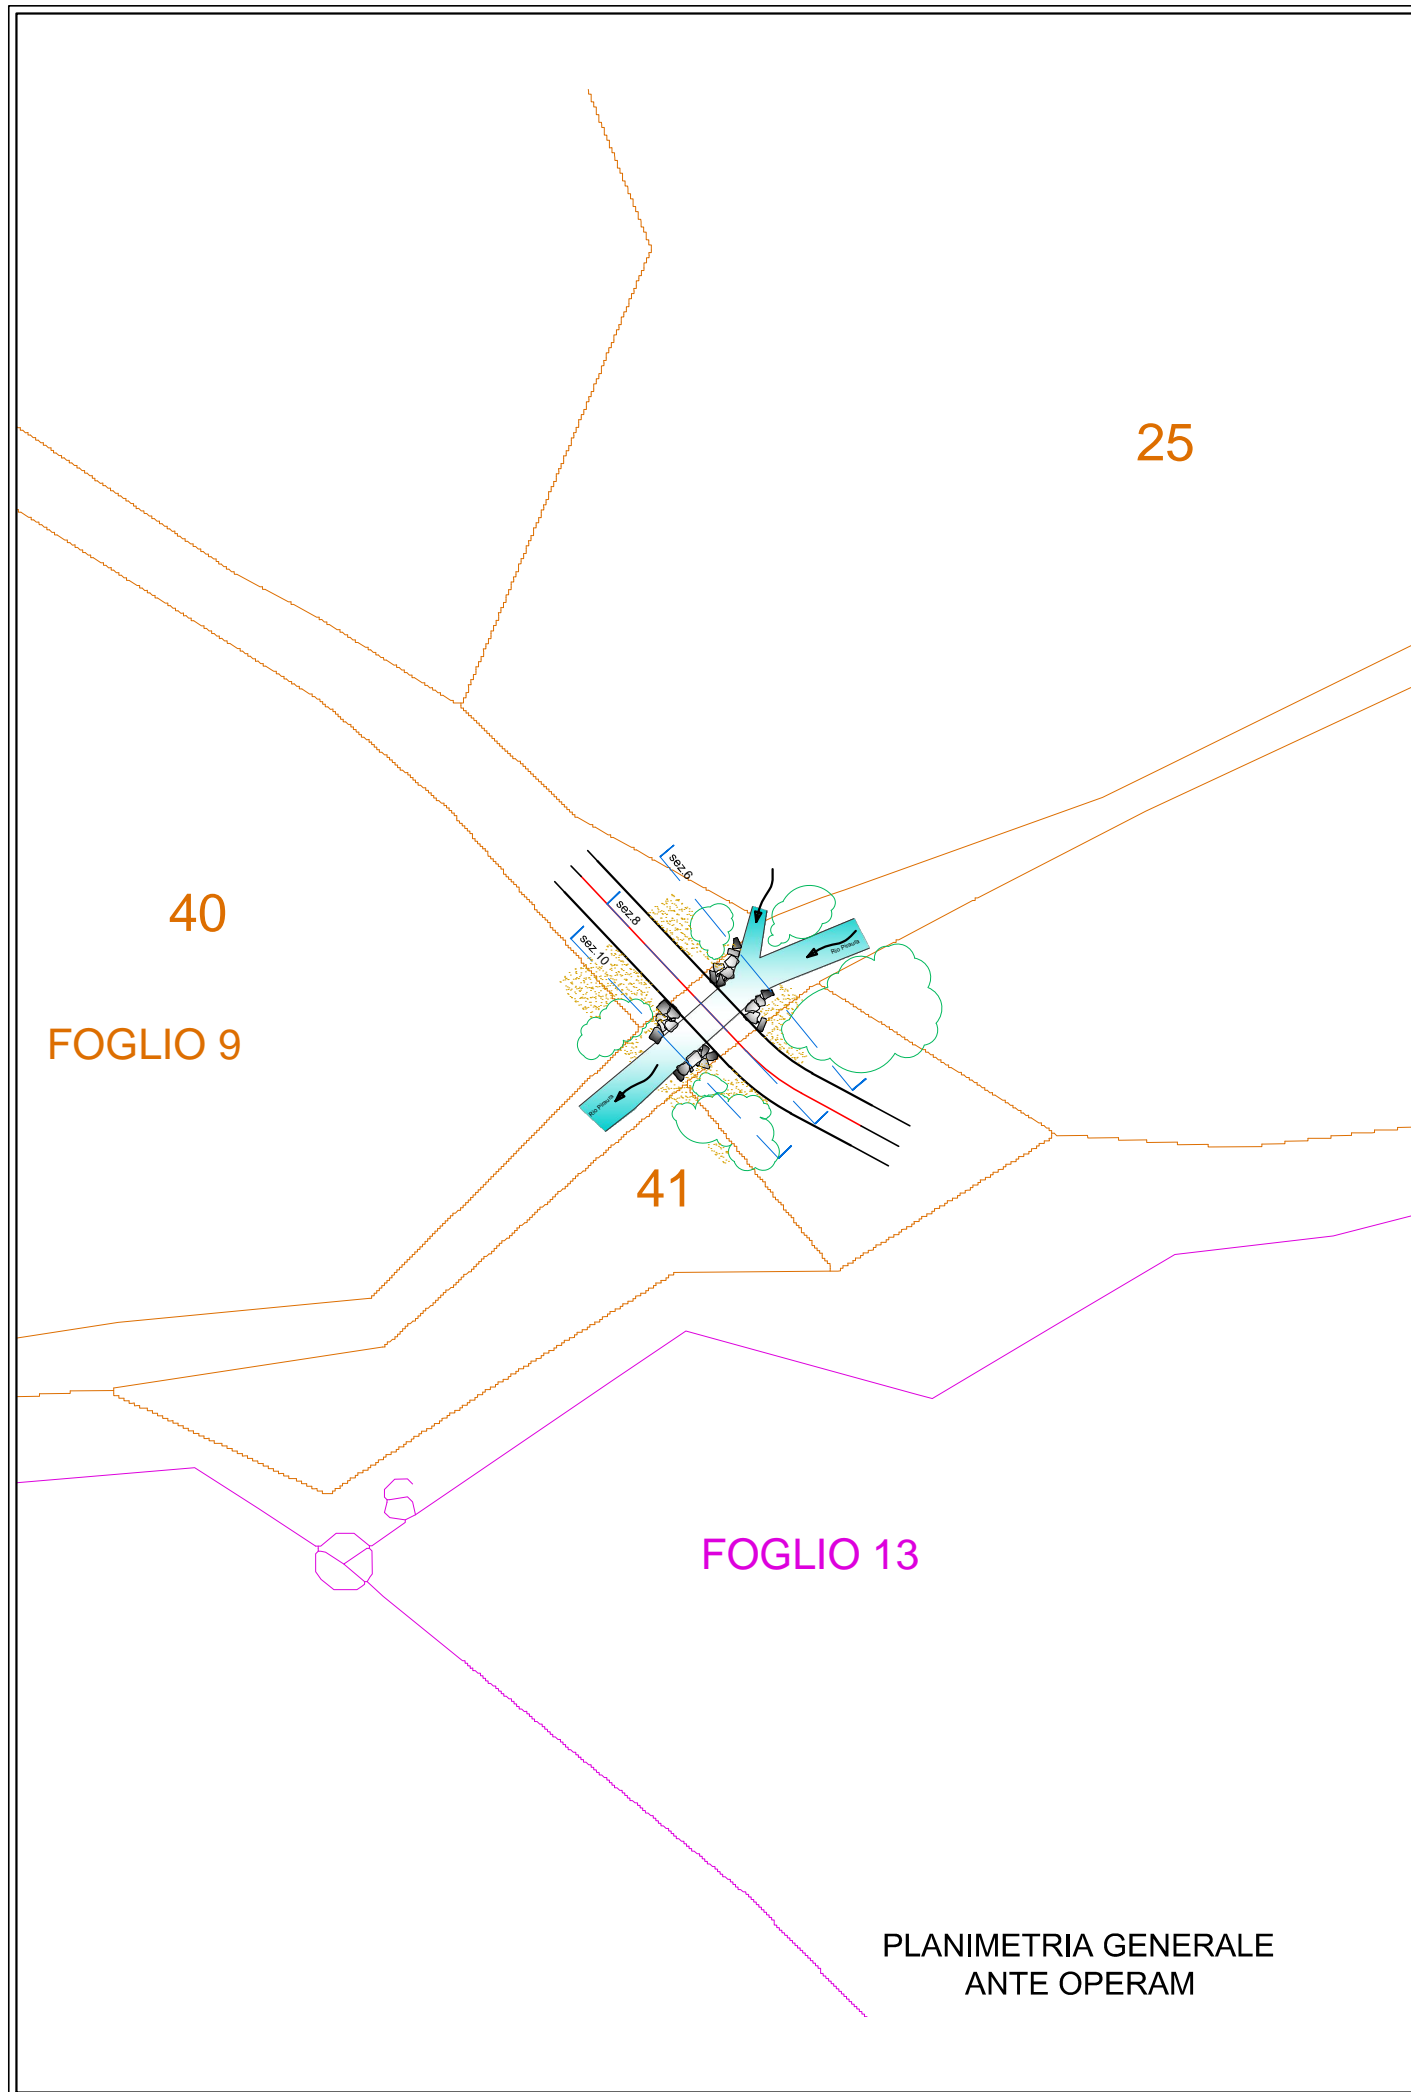 25
sez.6
sez.8
40
sez.10
FOGLIO 9
41
FOGLIO 13
PLANIMETRIA GENERALE
ANTE OPERAM